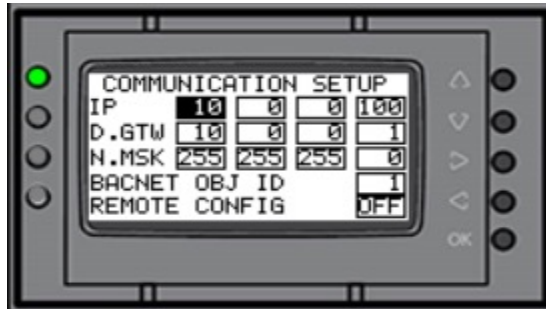 COMMUNICATION SETUP
IP 10 0 0 100
D.GTW 10 0 0 1
N.MSK 255 255 255 0
BACNET OBJ ID 1
REMOTE CONFIG OFF
OK